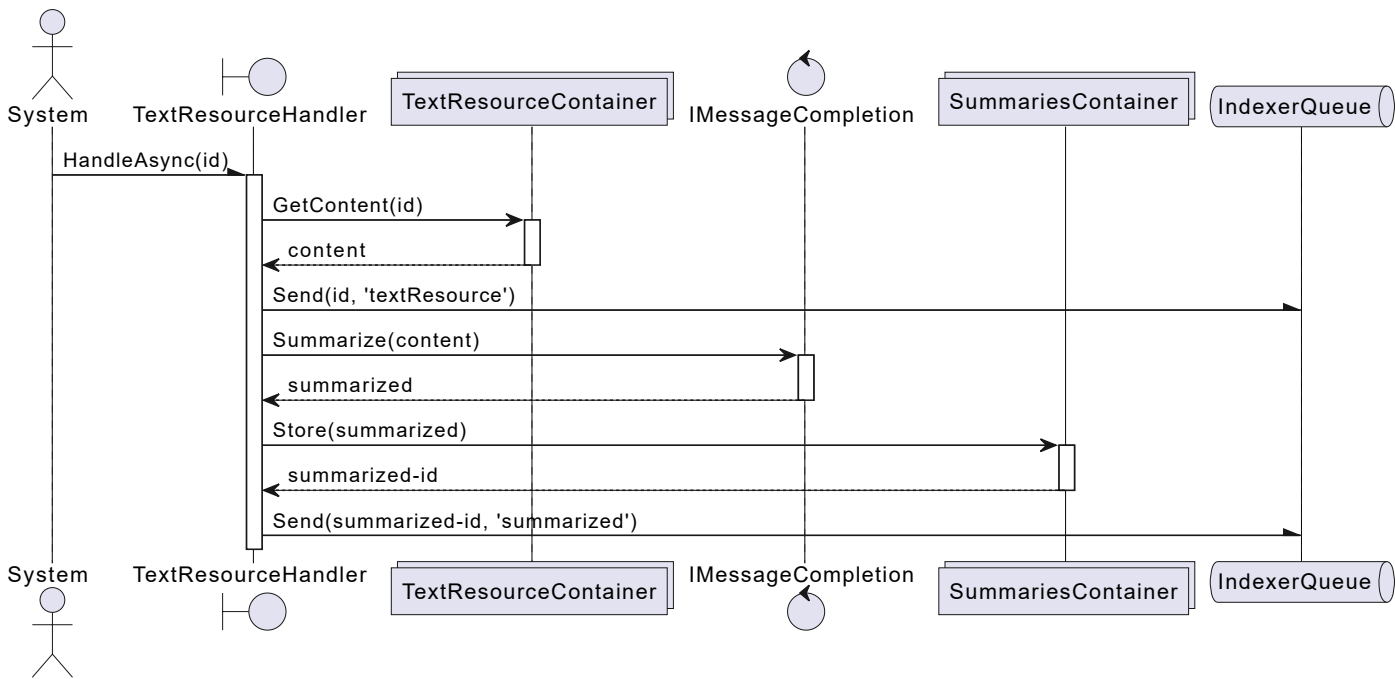 System
TextResourceHandler
TextResourceContainer
IMessageCompletion
SummariesContainer
IndexerQueue
HandleAsync(id)
GetContent(id)
content
Send(id, 'textResource')
Summarize(content)
summarized
Store(summarized)
summarized-id
Send(summarized-id, 'summarized')
System
TextResourceHandler
TextResourceContainer
IMessageCompletion
SummariesContainer
IndexerQueue